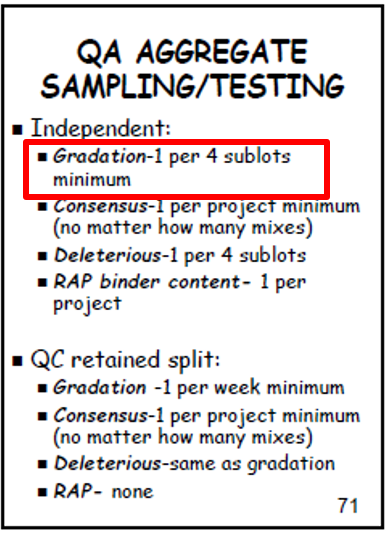 QA AGGREGATE
SAMPLING/TESTING
■ Independent:
■ Gradation-1 per 4 sublots
minimum
■ Consensus-1 per project minimum
(no matter how many mixes)
■ Deleterious-1 per 4 sublots
■ RAP binder content- 1 per
project
■ QC retained split:
■ Gradation -1 per week minimum
■ Consensus-1 per project minimum
(no matter how many mixes)
■ Deleterious-same as gradation
■ RAP- none
71